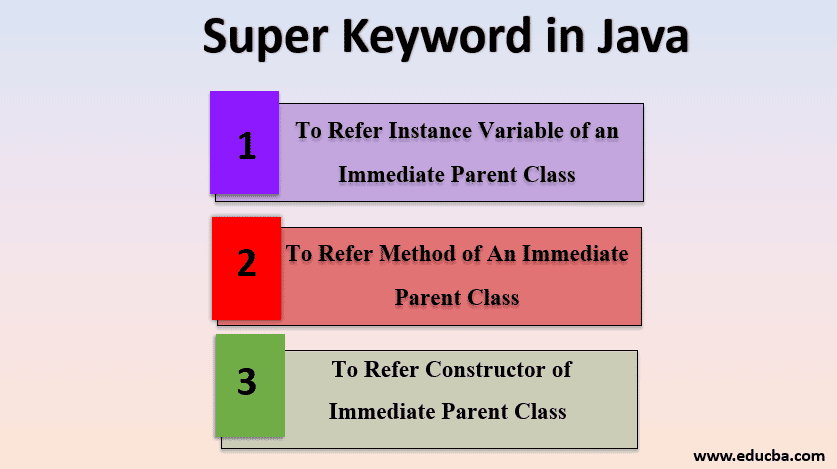 Super Keyword in Java
1
To Refer Instance Variable of an
Immediate Parent Class
2
To Refer Method of An Immediate
Parent Class
3
To Refer Constructor of
Immediate Parent Class
www.educba.com